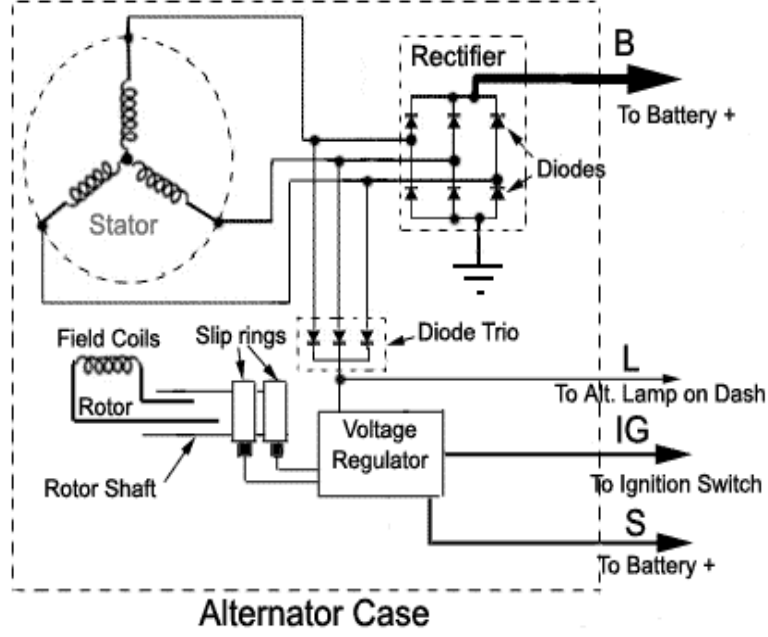 Rectifier
B
To Battery +
Diodes
Stator
Field Coils
Slip rings
Diode Trio
L
To Alt. Lamp on Dash
Rotor
Voltage
Regulator
IG
Rotor Shaft
To Ignition Switch
S
To Battery +
Alternator Case